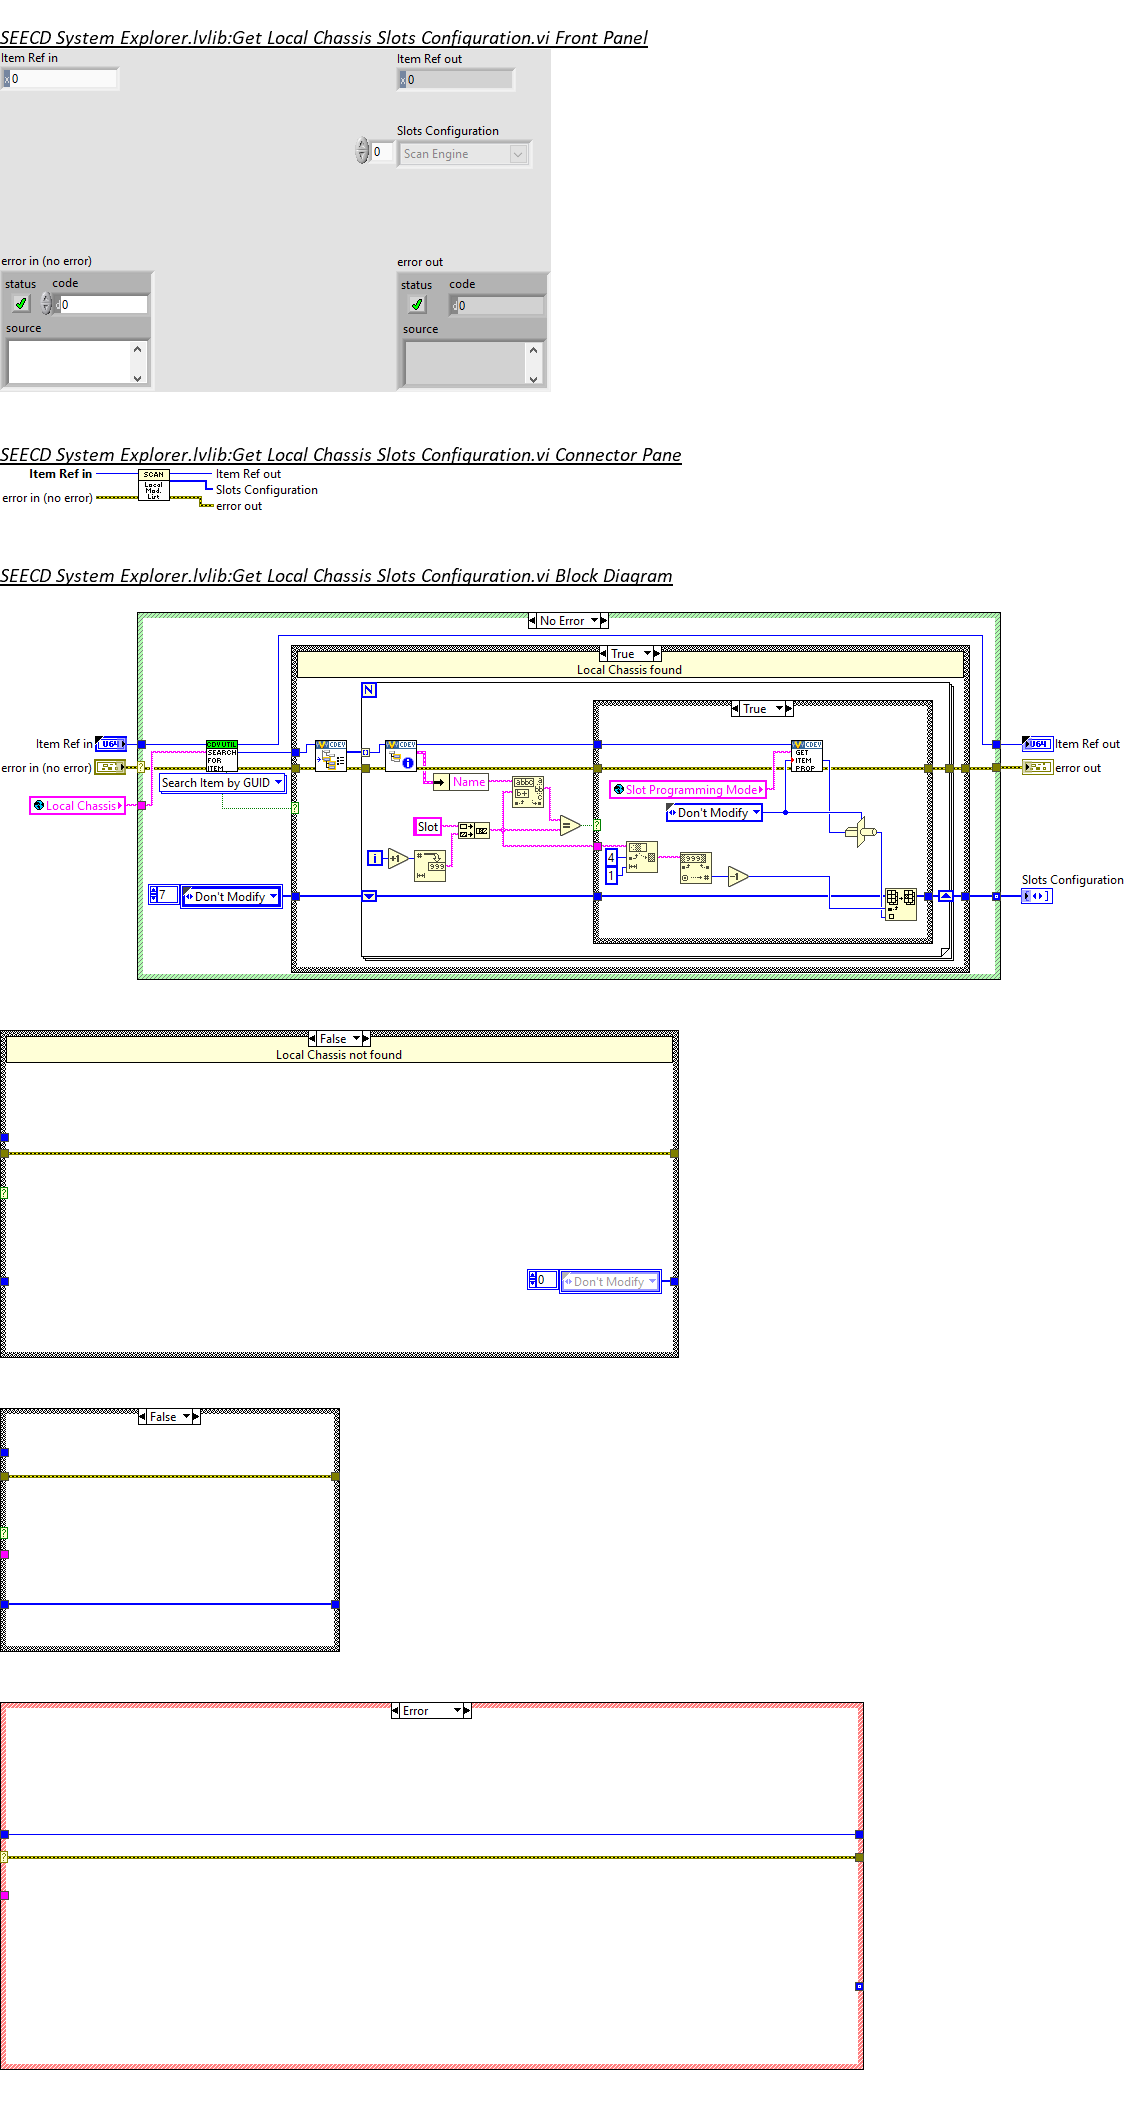 SEECD System Explorer.lvlib:Get Local Chassis Slots Configuration.vi Front Panel
Item Ref in
Item Ref out
x 0
x 0
Slots Configuration
0
Scan Engine
error in (no error)
error out
status
code
status
code
d 0
d 0
source
source
SEECD System Explorer.lvlib:Get Local Chassis Slots Configuration.vi Connector Pane
Item Ref in
SCAN
Local
Mod.
List
Item Ref out
Slots Configuration
error in (no error)
error out
SEECD System Explorer.lvlib:Get Local Chassis Slots Configuration.vi Block Diagram
No Error
True
Local Chassis found
N
True
Item Ref in
U64
CDV UTIL
SEARCH
FOR
ITEM
CDEV
CDEV
CDEV
GET
ITEM
PROP
U64
Item Ref out
error in (no error)
error out
Search Item by GUID
Name
Slot Programming Mode
Local Chassis
Don't Modify
Slot
i
+1
4
1
-1
7
Don't Modify
Slots Configuration
False
Local Chassis not found
0
Don't Modify
False
Error